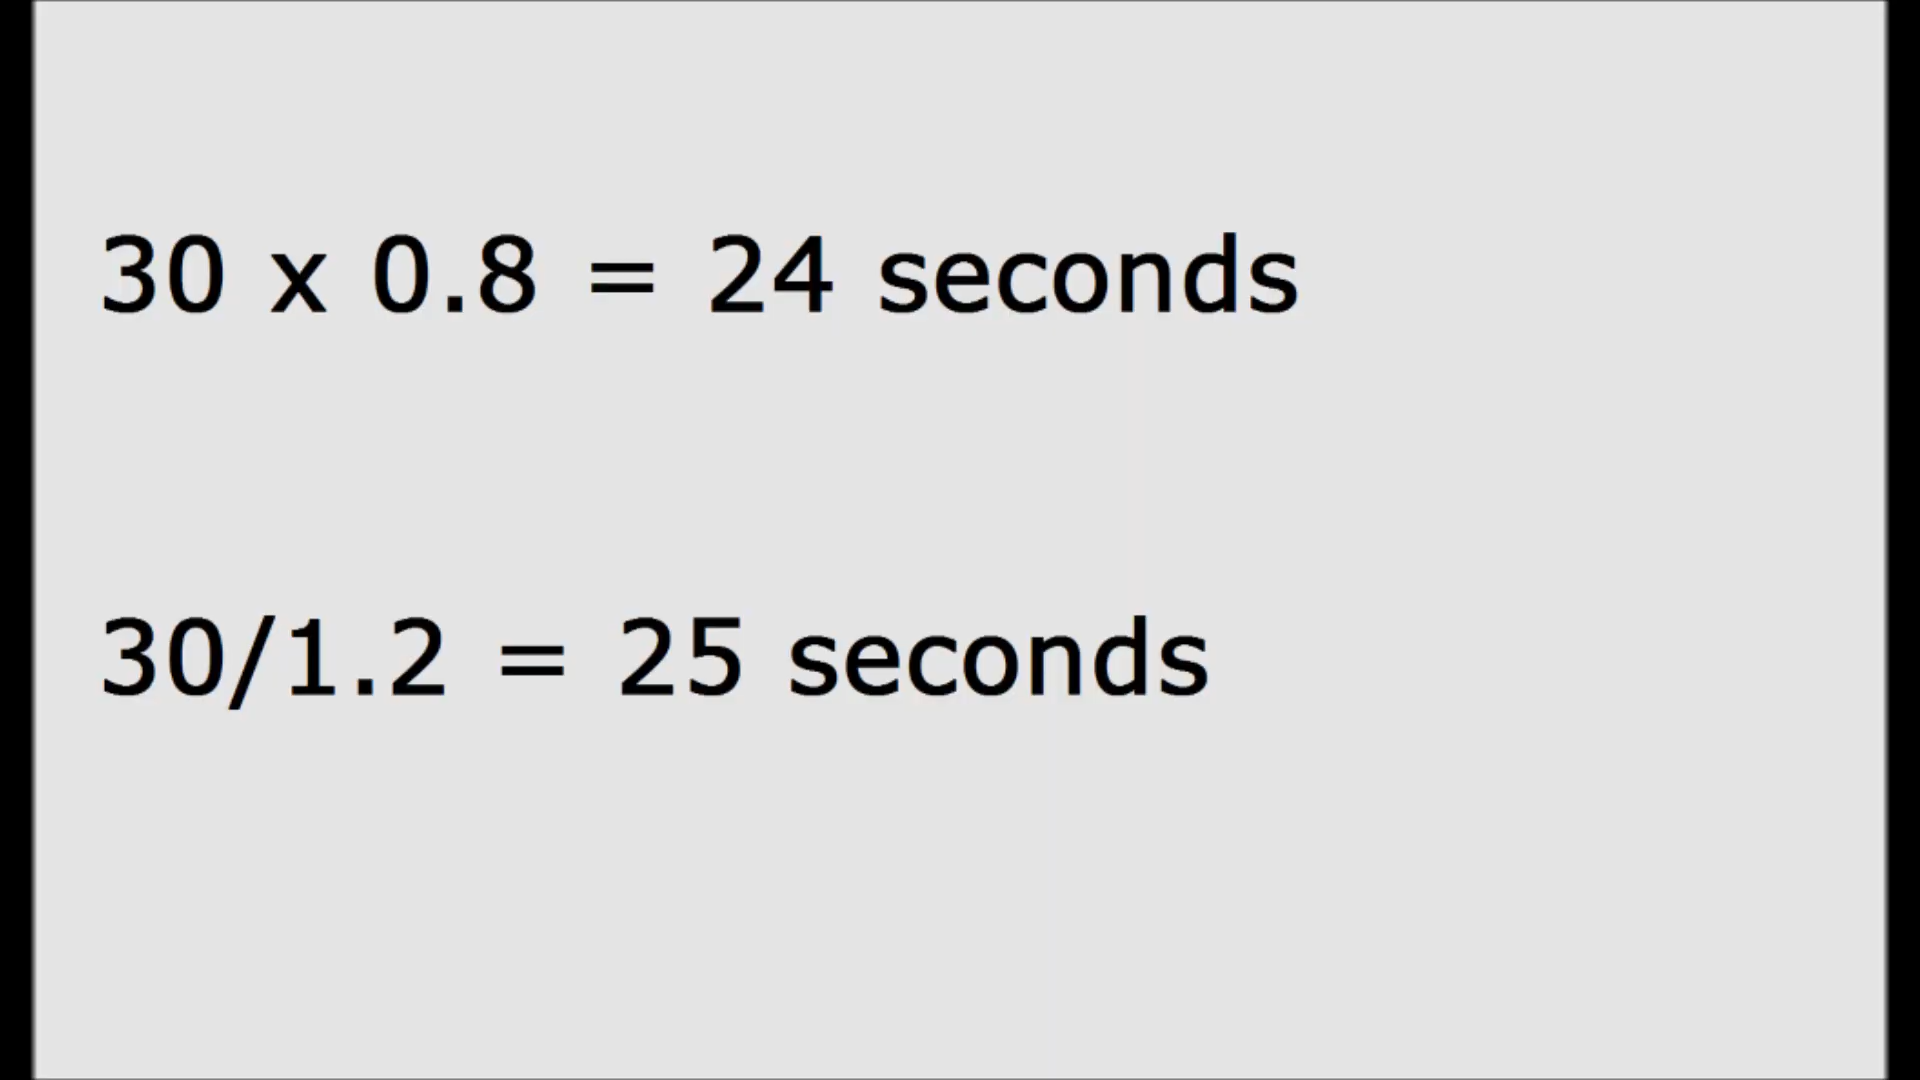 30 x 0.8 = 24 seconds
30/1.2 = 25 seconds